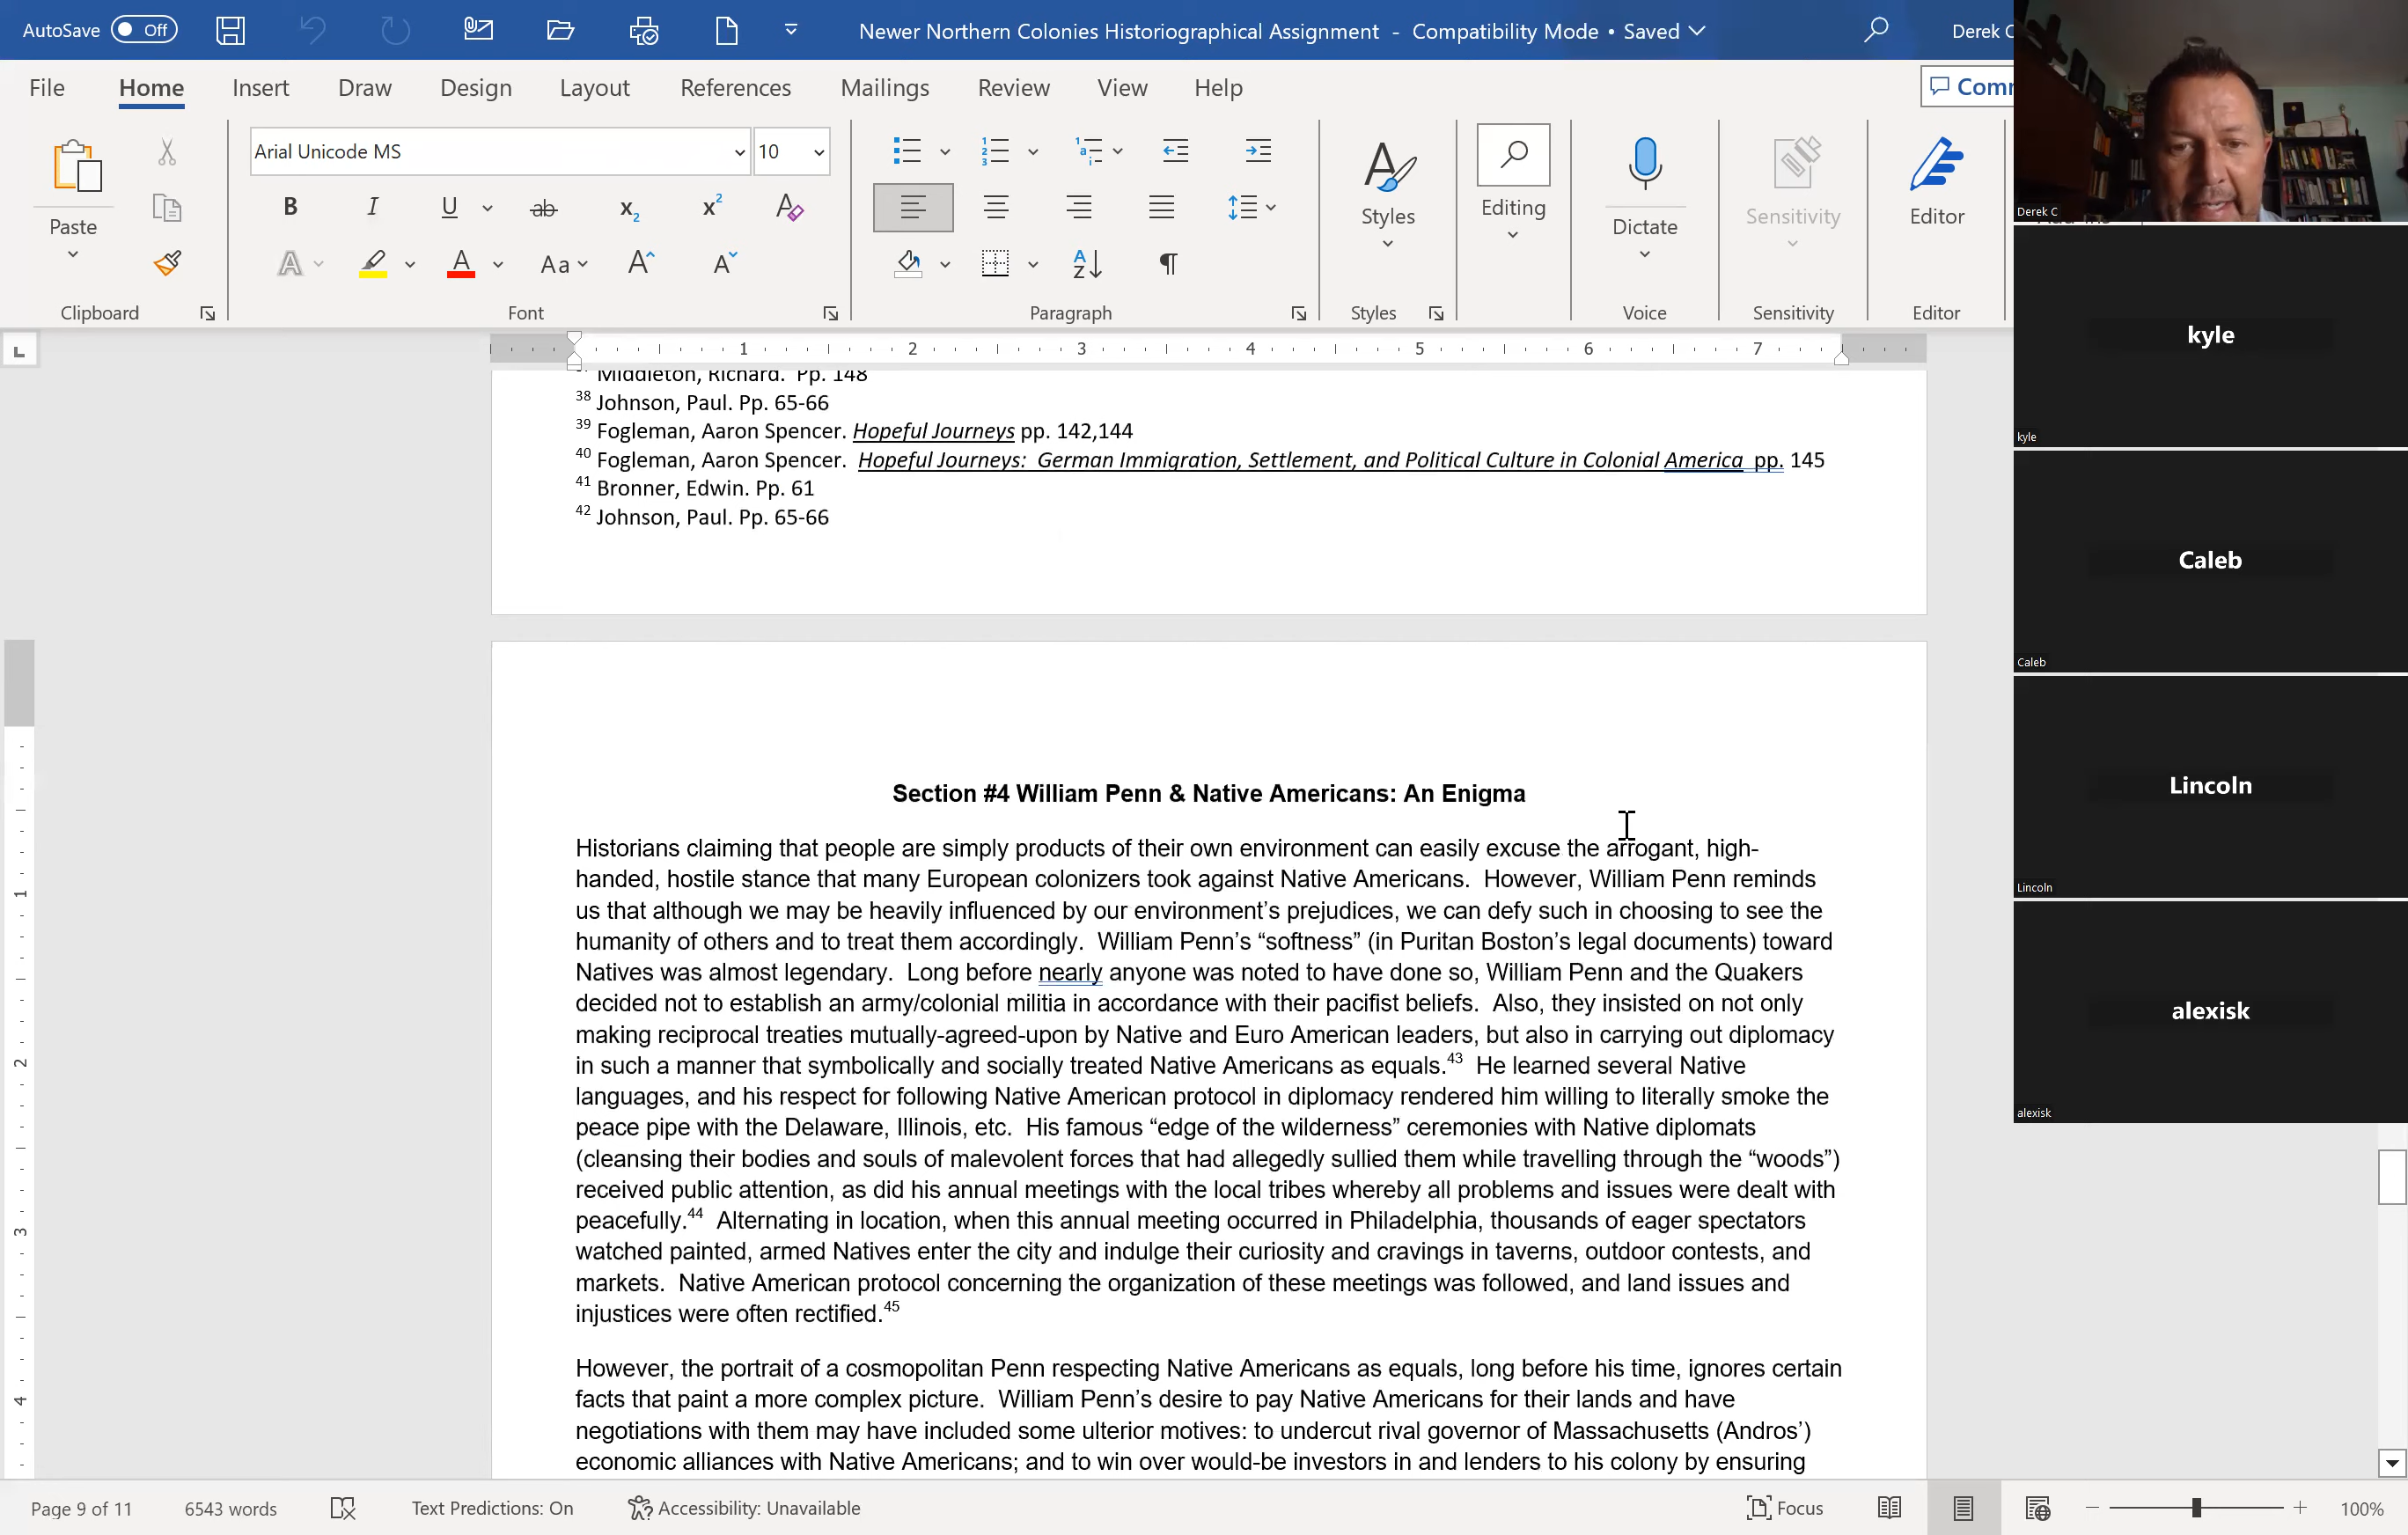 AutoSave Off Newer Northern Colonies Historiographical Assignment - Compatibility Mode • Saved Derek C
File Home Insert Draw Design Layout References Mailings Review View Help Comm
Arial Unicode MS 10
Paste Styles Editing Dictate Sensitivity Editor
Clipboard Font Paragraph Styles Voice Sensitivity Editor
1 2 3 4 5 6 7
Middleton, Richard. Pp. 148
38 Johnson, Paul. Pp. 65-66
39 Fogleman, Aaron Spencer. Hopeful Journeys pp. 142,144
40 Fogleman, Aaron Spencer. Hopeful Journeys: German Immigration, Settlement, and Political Culture in Colonial America pp. 145
41 Bronner, Edwin. Pp. 61
42 Johnson, Paul. Pp. 65-66
Section #4 William Penn & Native Americans: An Enigma
Historians claiming that people are simply products of their own environment can easily excuse the arrogant, high-
handed, hostile stance that many European colonizers took against Native Americans. However, William Penn reminds
us that although we may be heavily influenced by our environment's prejudices, we can defy such in choosing to see the
humanity of others and to treat them accordingly. William Penn's “softness” (in Puritan Boston's legal documents) toward
Natives was almost legendary. Long before nearly anyone was noted to have done so, William Penn and the Quakers
decided not to establish an army/colonial militia in accordance with their pacifist beliefs. Also, they insisted on not only
making reciprocal treaties mutually-agreed-upon by Native and Euro American leaders, but also in carrying out diplomacy
in such a manner that symbolically and socially treated Native Americans as equals.43 He learned several Native
languages, and his respect for following Native American protocol in diplomacy rendered him willing to literally smoke the
peace pipe with the Delaware, Illinois, etc. His famous “edge of the wilderness” ceremonies with Native diplomats
(cleansing their bodies and souls of malevolent forces that had allegedly sullied them while travelling through the “woods”)
received public attention, as did his annual meetings with the local tribes whereby all problems and issues were dealt with
peacefully.44 Alternating in location, when this annual meeting occurred in Philadelphia, thousands of eager spectators
watched painted, armed Natives enter the city and indulge their curiosity and cravings in taverns, outdoor contests, and
markets. Native American protocol concerning the organization of these meetings was followed, and land issues and
injustices were often rectified.45
However, the portrait of a cosmopolitan Penn respecting Native Americans as equals, long before his time, ignores certain
facts that paint a more complex picture. William Penn's desire to pay Native Americans for their lands and have
negotiations with them may have included some ulterior motives: to undercut rival governor of Massachusetts (Andros')
economic alliances with Native Americans; and to win over would-be investors in and lenders to his colony by ensuring
1
2
3
4
Derek C
kyle
kyle
Caleb
Caleb
Lincoln
Lincoln
alexisk
alexisk
Page 9 of 11 6543 words Text Predictions: On Accessibility: Unavailable Focus 100%